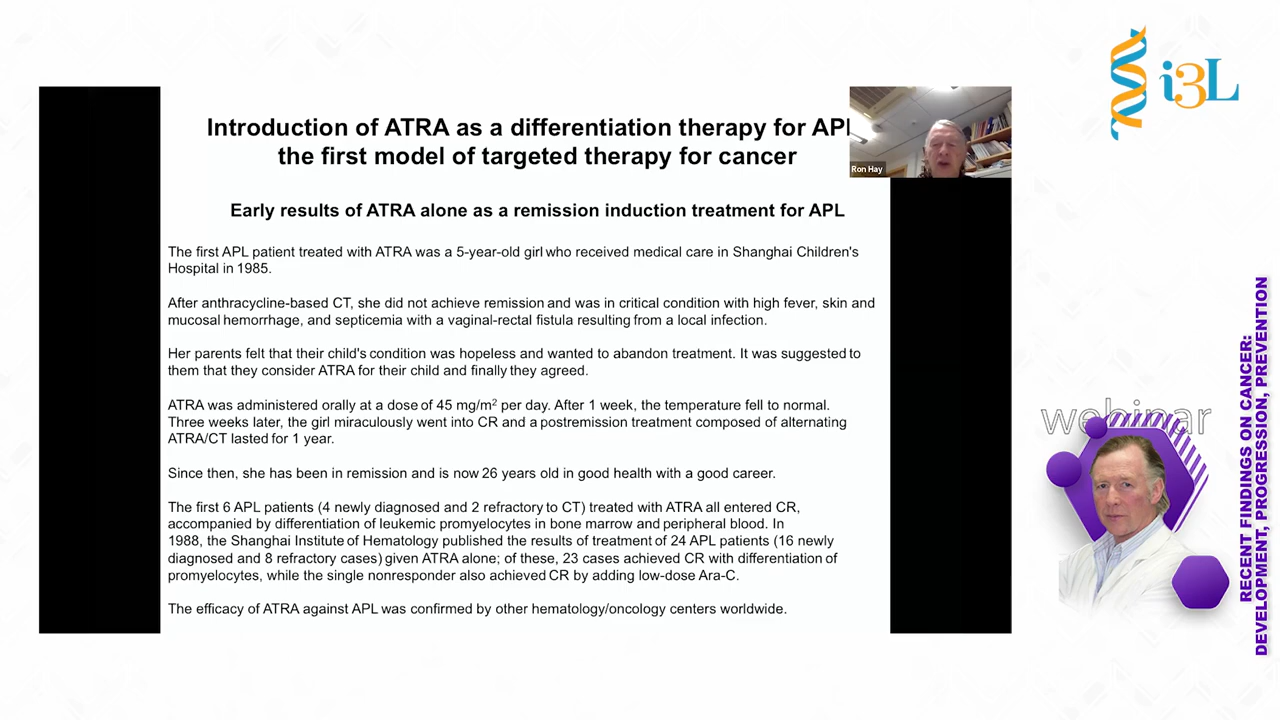 i3L
Introduction of ATRA as a differentiation therapy for APL
the first model of targeted therapy for cancer
Ron Hay
Early results of ATRA alone as a remission induction treatment for APL
The first APL patient treated with ATRA was a 5-year-old girl who received medical care in Shanghai Children's
Hospital in 1985.
After anthracycline-based CT, she did not achieve remission and was in critical condition with high fever, skin and
mucosal hemorrhage, and septicemia with a vaginal-rectal fistula resulting from a local infection.
Her parents felt that their child's condition was hopeless and wanted to abandon treatment. It was suggested to
them that they consider ATRA for their child and finally they agreed.
ATRA was administered orally at a dose of 45 mg/m² per day. After 1 week, the temperature fell to normal.
Three weeks later, the girl miraculously went into CR and a postremission treatment composed of alternating
ATRA/CT lasted for 1 year.
Since then, she has been in remission and is now 26 years old in good health with a good career.
The first 6 APL patients (4 newly diagnosed and 2 refractory to CT) treated with ATRA all entered CR,
accompanied by differentiation of leukemic promyelocytes in bone marrow and peripheral blood. In
1988, the Shanghai Institute of Hematology published the results of treatment of 24 APL patients (16 newly
diagnosed and 8 refractory cases) given ATRA alone; of these, 23 cases achieved CR with differentiation of
promyelocytes, while the single nonresponder also achieved CR by adding low-dose Ara-C.
The efficacy of ATRA against APL was confirmed by other hematology/oncology centers worldwide.
webinar
RECENT FINDINGS ON CANCER:
DEVELOPMENT, PROGRESSION, PREVENTION